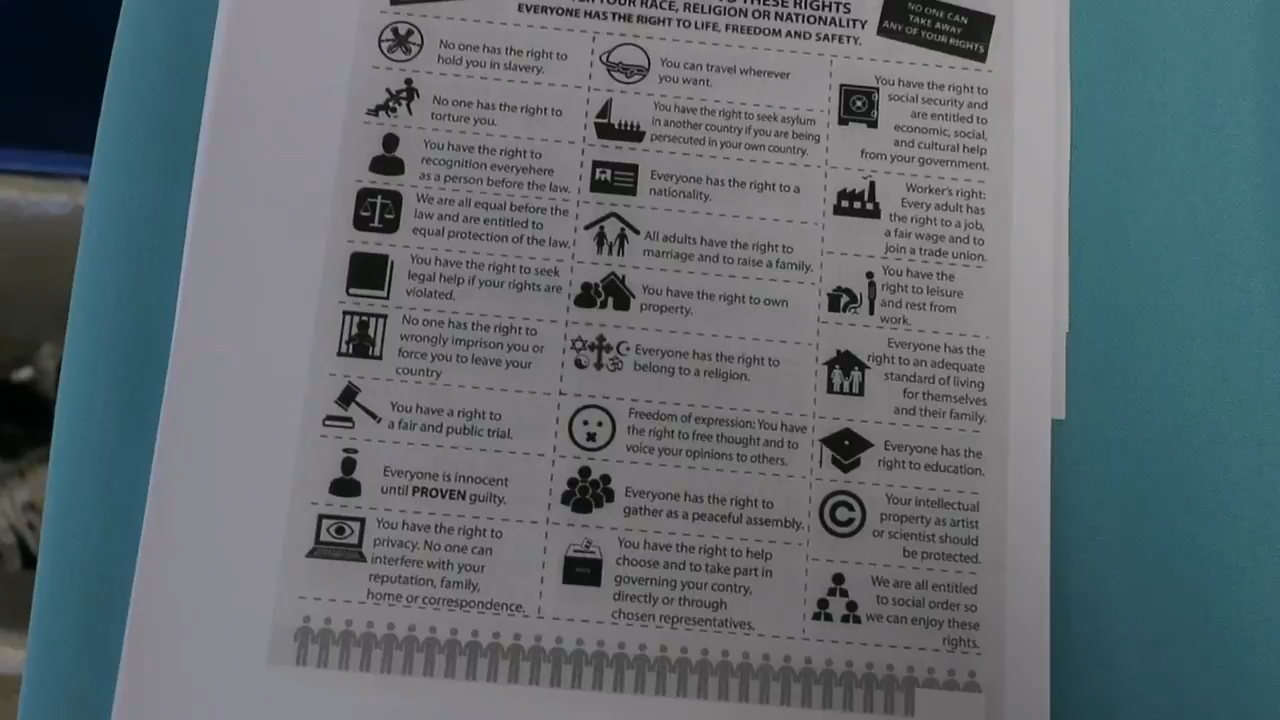 THESE RIGHTS
YOUR RACE, RELIGION OR NATIONALITY
EVERYONE HAS THE RIGHT TO LIFE, FREEDOM AND SAFETY.
NO ONE CAN
TAKE AWAY
ANY OF YOUR RIGHTS
No one has the right to
hold you in slavery.
No one has the right to
torture you.
You have the right to
recognition everyehere
as a person before the law.
We are all equal before the
law and are entitled to
equal protection of the law.
You have the right to seek
legal help if your rights are
violated.
No one has the right to
wrongly imprison you or
force you to leave your
country
You have a right to
a fair and public trial.
Everyone is innocent
until PROVEN guilty.
You have the right to
privacy. No one can
interfere with your
reputation, family,
home or correspondence.
You can travel wherever
you want.
You have the right to seek asylum
in another country if you are being
persecuted in your own country.
Everyone has the right to a
nationality.
All adults have the right to
marriage and to raise a family.
You have the right to own
property.
Everyone has the right to
belong to a religion.
Freedom of expression: You have
the right to free thought and to
voice your opinions to others.
Everyone has the right to
gather as a peaceful assembly.
You have the right to help
choose and to take part in
governing your contry,
directly or through
chosen representatives.
You have the right to
social security and
are entitled to
economic, social,
and cultural help
from your government.
Worker's right:
Every adult has
the right to a job,
a fair wage and to
join a trade union.
You have the
right to leisure
and rest from
work.
Everyone has the
right to an adequate
standard of living
for themselves
and their family.
Everyone has the
right to education.
Your intellectual
property as artist
or scientist should
be protected.
We are all entitled
to social order so
we can enjoy these
rights.